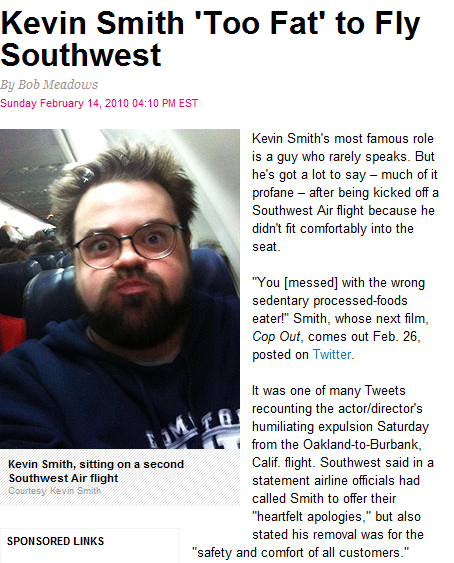 Kevin Smith 'Too Fat' to Fly
Southwest
By Bob Meadows
Sunday February 14, 2010 04:10 PM EST
Kevin Smith's most famous role
is a guy who rarely speaks. But
he's got a lot to say – much of it
profane – after being kicked off a
Southwest Air flight because he
didn't fit comfortably into the
seat.
"You [messed] with the wrong
sedentary processed-foods
eater!" Smith, whose next film,
Cop Out, comes out Feb. 26,
posted on Twitter.
It was one of many Tweets
recounting the actor/director's
humiliating expulsion Saturday
from the Oakland-to-Burbank,
Calif. flight. Southwest said in a
statement airline officials had
called Smith to offer their
"heartfelt apologies," but also
stated his removal was for the
"safety and comfort of all customers."
Kevin Smith, sitting on a second
Southwest Air flight
Courtesy Kevin Smith
SPONSORED LINKS